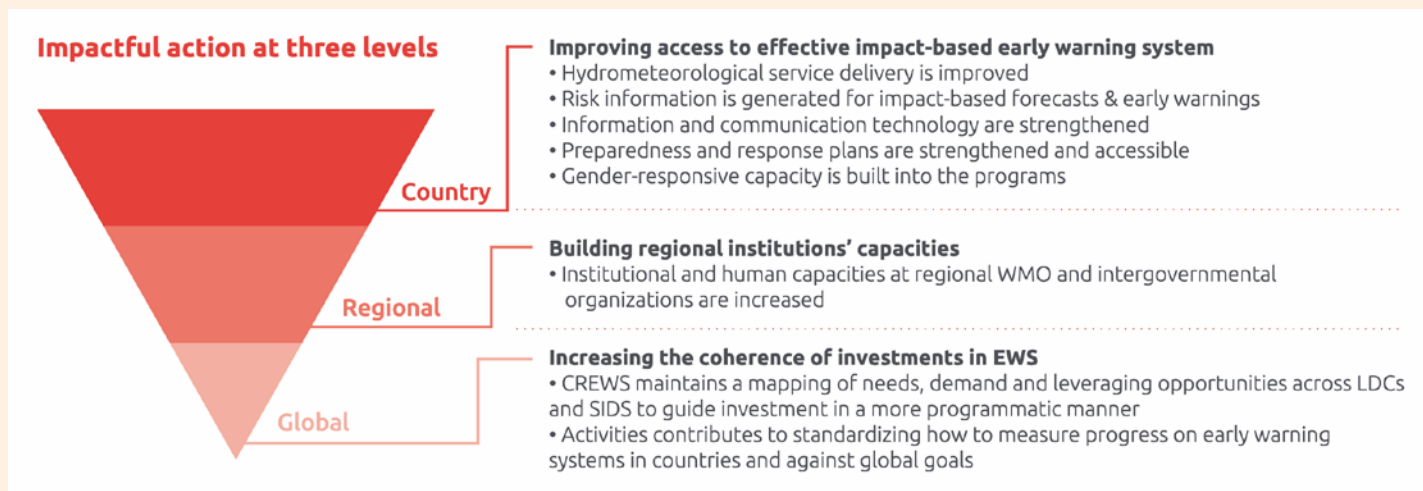 Impactful action at three levels
Country
Improving access to effective impact-based early warning system
• Hydrometeorological service delivery is improved
• Risk information is generated for impact-based forecasts & early warnings
• Information and communication technology are strengthened
• Preparedness and response plans are strengthened and accessible
• Gender-responsive capacity is built into the programs
Regional
Building regional institutions’ capacities
• Institutional and human capacities at regional WMO and intergovernmental
organizations are increased
Global
Increasing the coherence of investments in EWS
• CREWS maintains a mapping of needs, demand and leveraging opportunities across LDCs
and SIDS to guide investment in a more programmatic manner
• Activities contributes to standardizing how to measure progress on early warning
systems in countries and against global goals